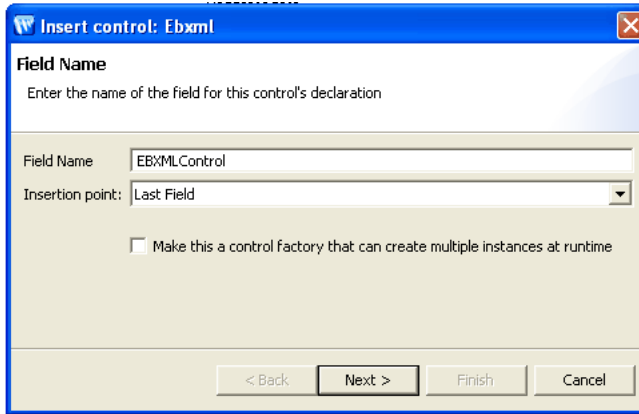 Insert control: Ebxml
Field Name
Enter the name of the field for this control's declaration
Field Name EBXMLControl
Insertion point: Last Field
Make this a control factory that can create multiple instances at runtime
< Back Next > Finish Cancel